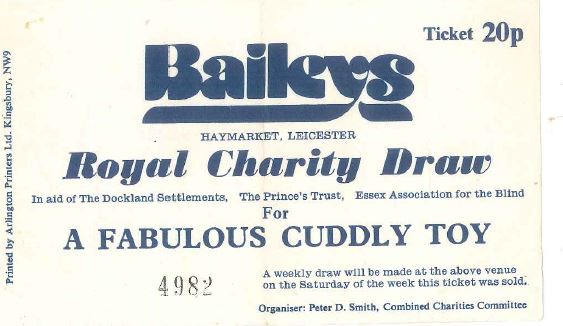 Ticket 20p
Baileys
HAYMARKET, LEICESTER
Royal Charity Draw
In aid of The Dockland Settlements, The Prince's Trust, Essex Association for the Blind
For
A FABULOUS CUDDLY TOY
4982
A weekly draw will be made at the above venue
on the Saturday of the week this ticket was sold.
Organiser: Peter D. Smith, Combined Charities Committee
Printed by Arlington Printers Ltd. Kingsbury, NW9